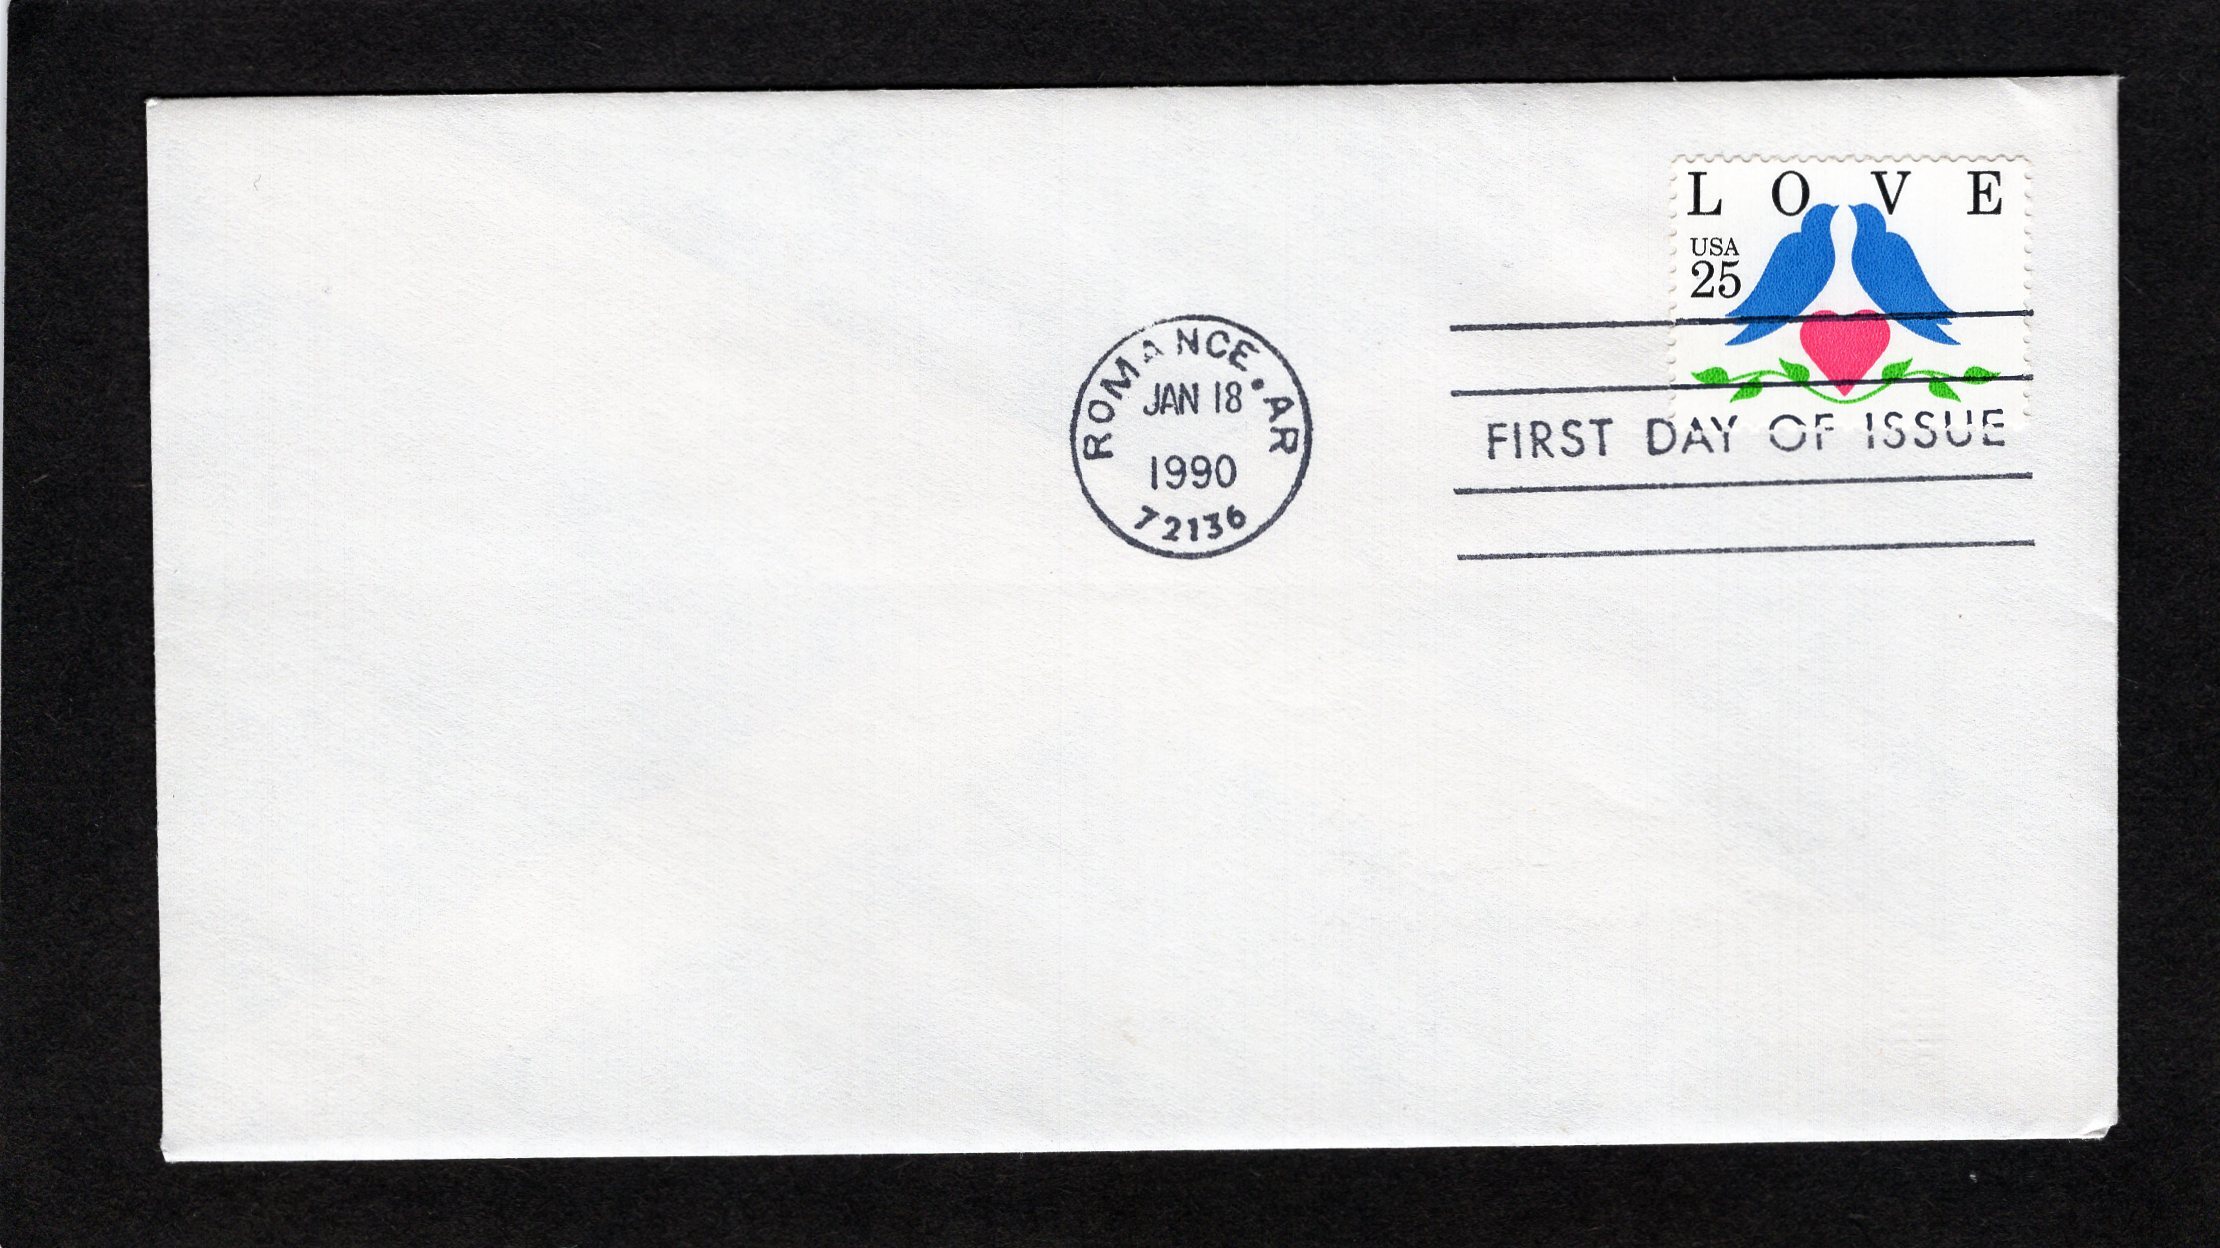 L O V E
USA
25
ROMANCE. AR
JAN 18
1990
72136
FIRST DAY OF ISSUE